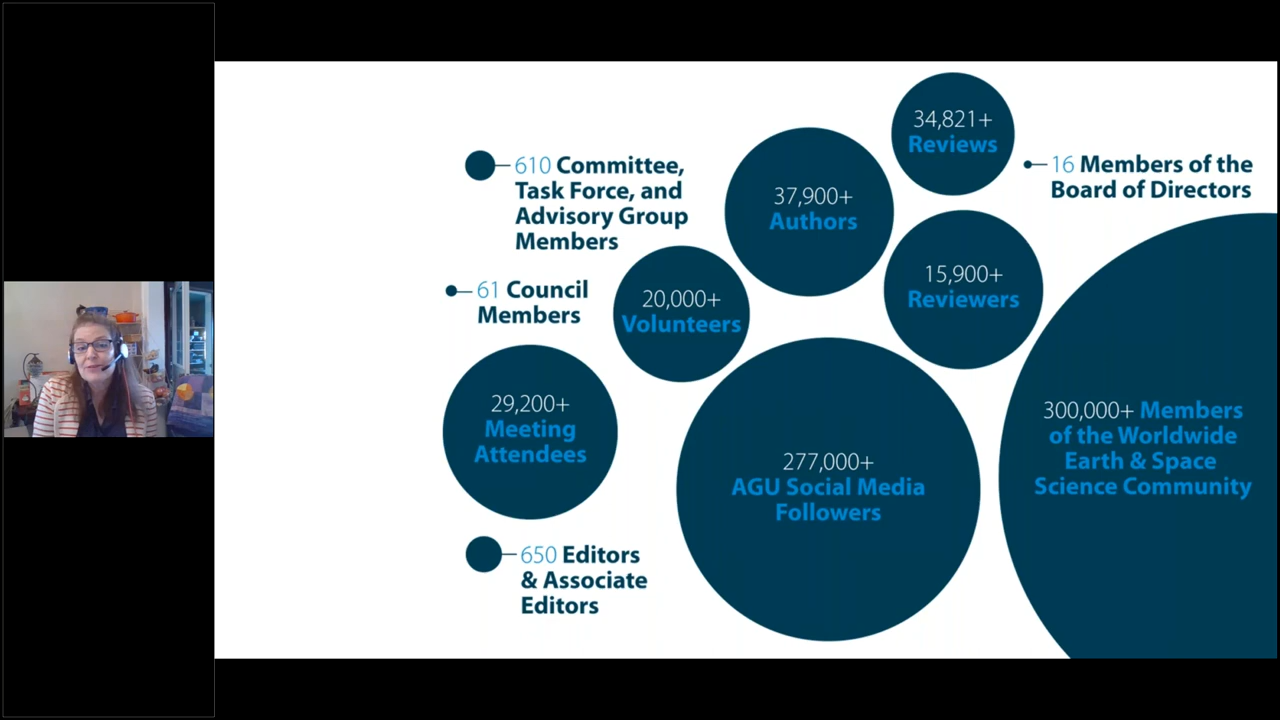 34,821+
Reviews
610 Committee,
Task Force, and
Advisory Group
Members
16 Members of the
Board of Directors
37,900+
Authors
61 Council
Members
20,000+
Volunteers
15,900+
Reviewers
29,200+
Meeting
Attendees
277,000+
AGU Social Media
Followers
300,000+ Members
of the Worldwide
Earth & Space
Science Community
650 Editors
& Associate
Editors